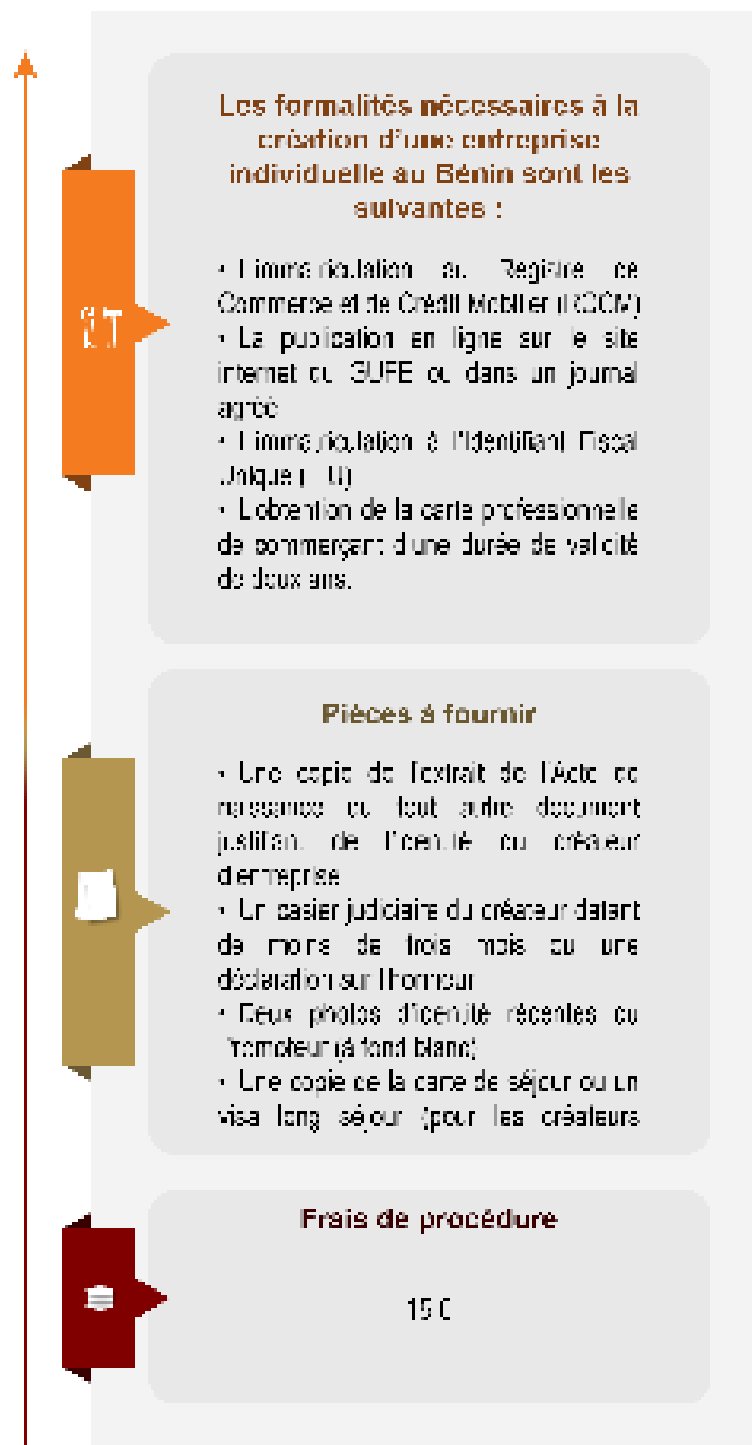 Les formalités nécessaires à la
création d'une entreprise
individuelle au Bénin sont les
suivantes :
• L'immatriculation au Registre de
Commerce et de Crédit Mobilier (RCCM)
• La publication en ligne sur le site
internet du GUFE ou dans un journal
agréé
• L'immatriculation à l'Identifiant Fiscal
Unique (IFU)
• L'obtention de la carte professionnelle
de commerçant d'une durée de validité
de deux ans.
Pièces à fournir
• Une copie de l'extrait de l'Acte de
naissance ou tout autre document
justifiant de l'identité du créateur
d'entreprise
• Un casier judiciaire du créateur datant
de moins de trois mois ou une
déclaration sur l'honneur
• Deux photos d'identité récentes du
Promoteur (à fond blanc)
• Une copie de la carte de séjour ou un
visa long séjour (pour les créateurs
Frais de procédure
15 €